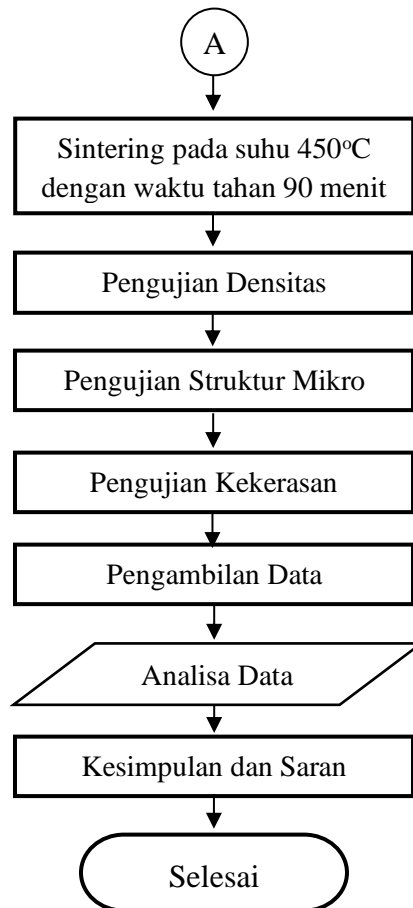 A
Sintering pada suhu 450°C
dengan waktu tahan 90 menit
Pengujian Densitas
Pengujian Struktur Mikro
Pengujian Kekerasan
Pengambilan Data
Analisa Data
Kesimpulan dan Saran
Selesai